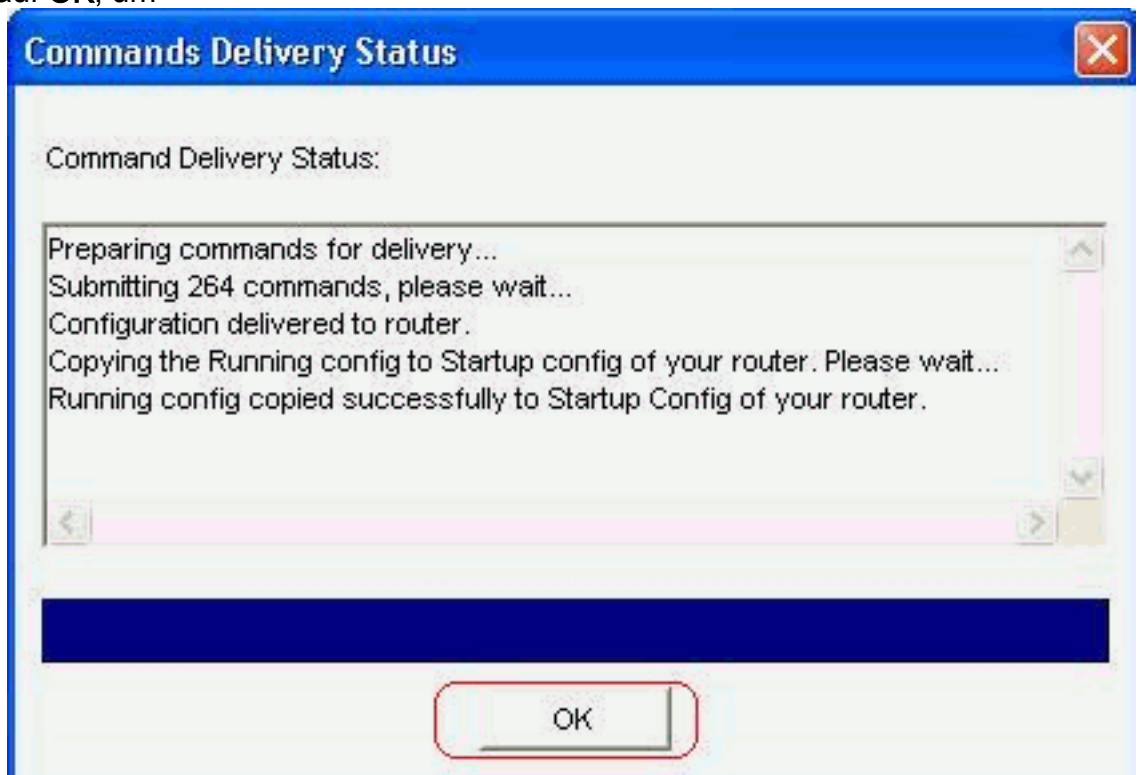 OK, um
Commands Delivery Status
Command Delivery Status:
Preparing commands for delivery...
Submitting 264 commands, please wait...
Configuration delivered to router.
Copying the Running config to Startup config of your router. Please wait...
Running config copied successfully to Startup Config of your router.
OK